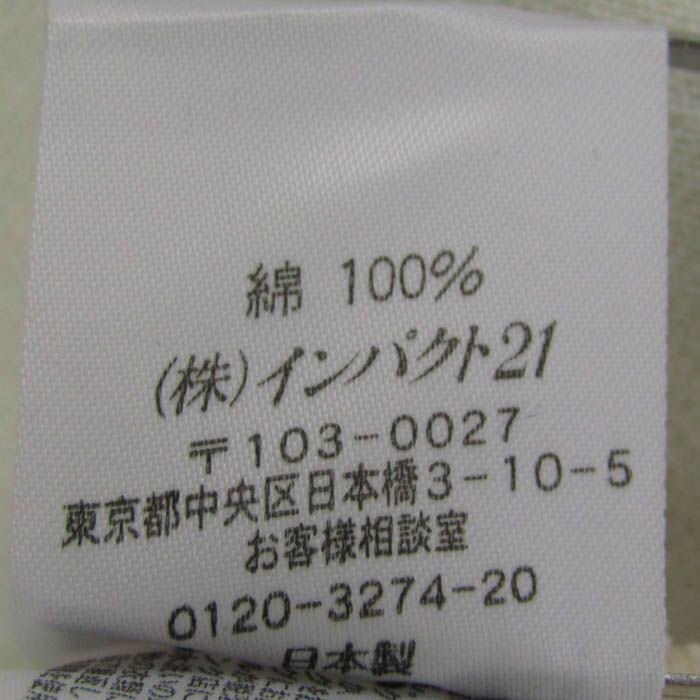 綿 100%
(株)インパクト21
〒103-0027
東京都中央区日本橋3-10-5
お客様相談室
0120-3274-20
日本製